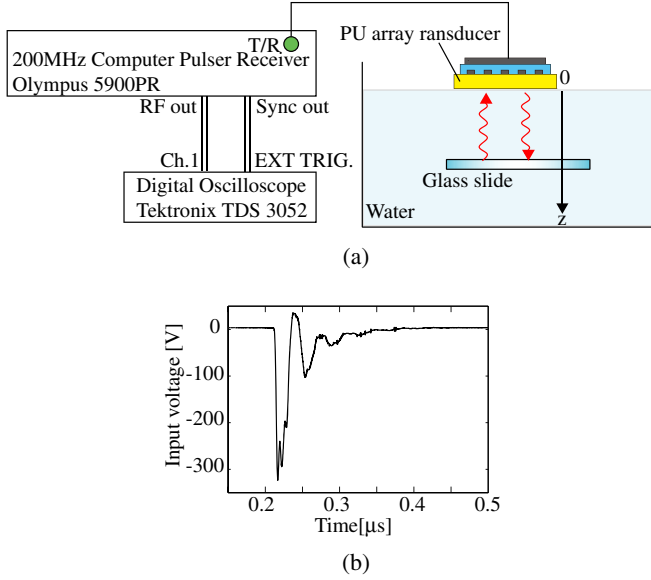 T/R
200MHz Computer Pulser Receiver
Olympus 5900PR
RF out
Sync out
Ch.1
EXT TRIG.
Digital Oscilloscope
Tektronix TDS 3052
PU array ransducer
0
Glass slide
Water
z
(a)
Input voltage [V]
0
-100
-200
-300
0.2
0.3
0.4
0.5
Time[μs]
(b)